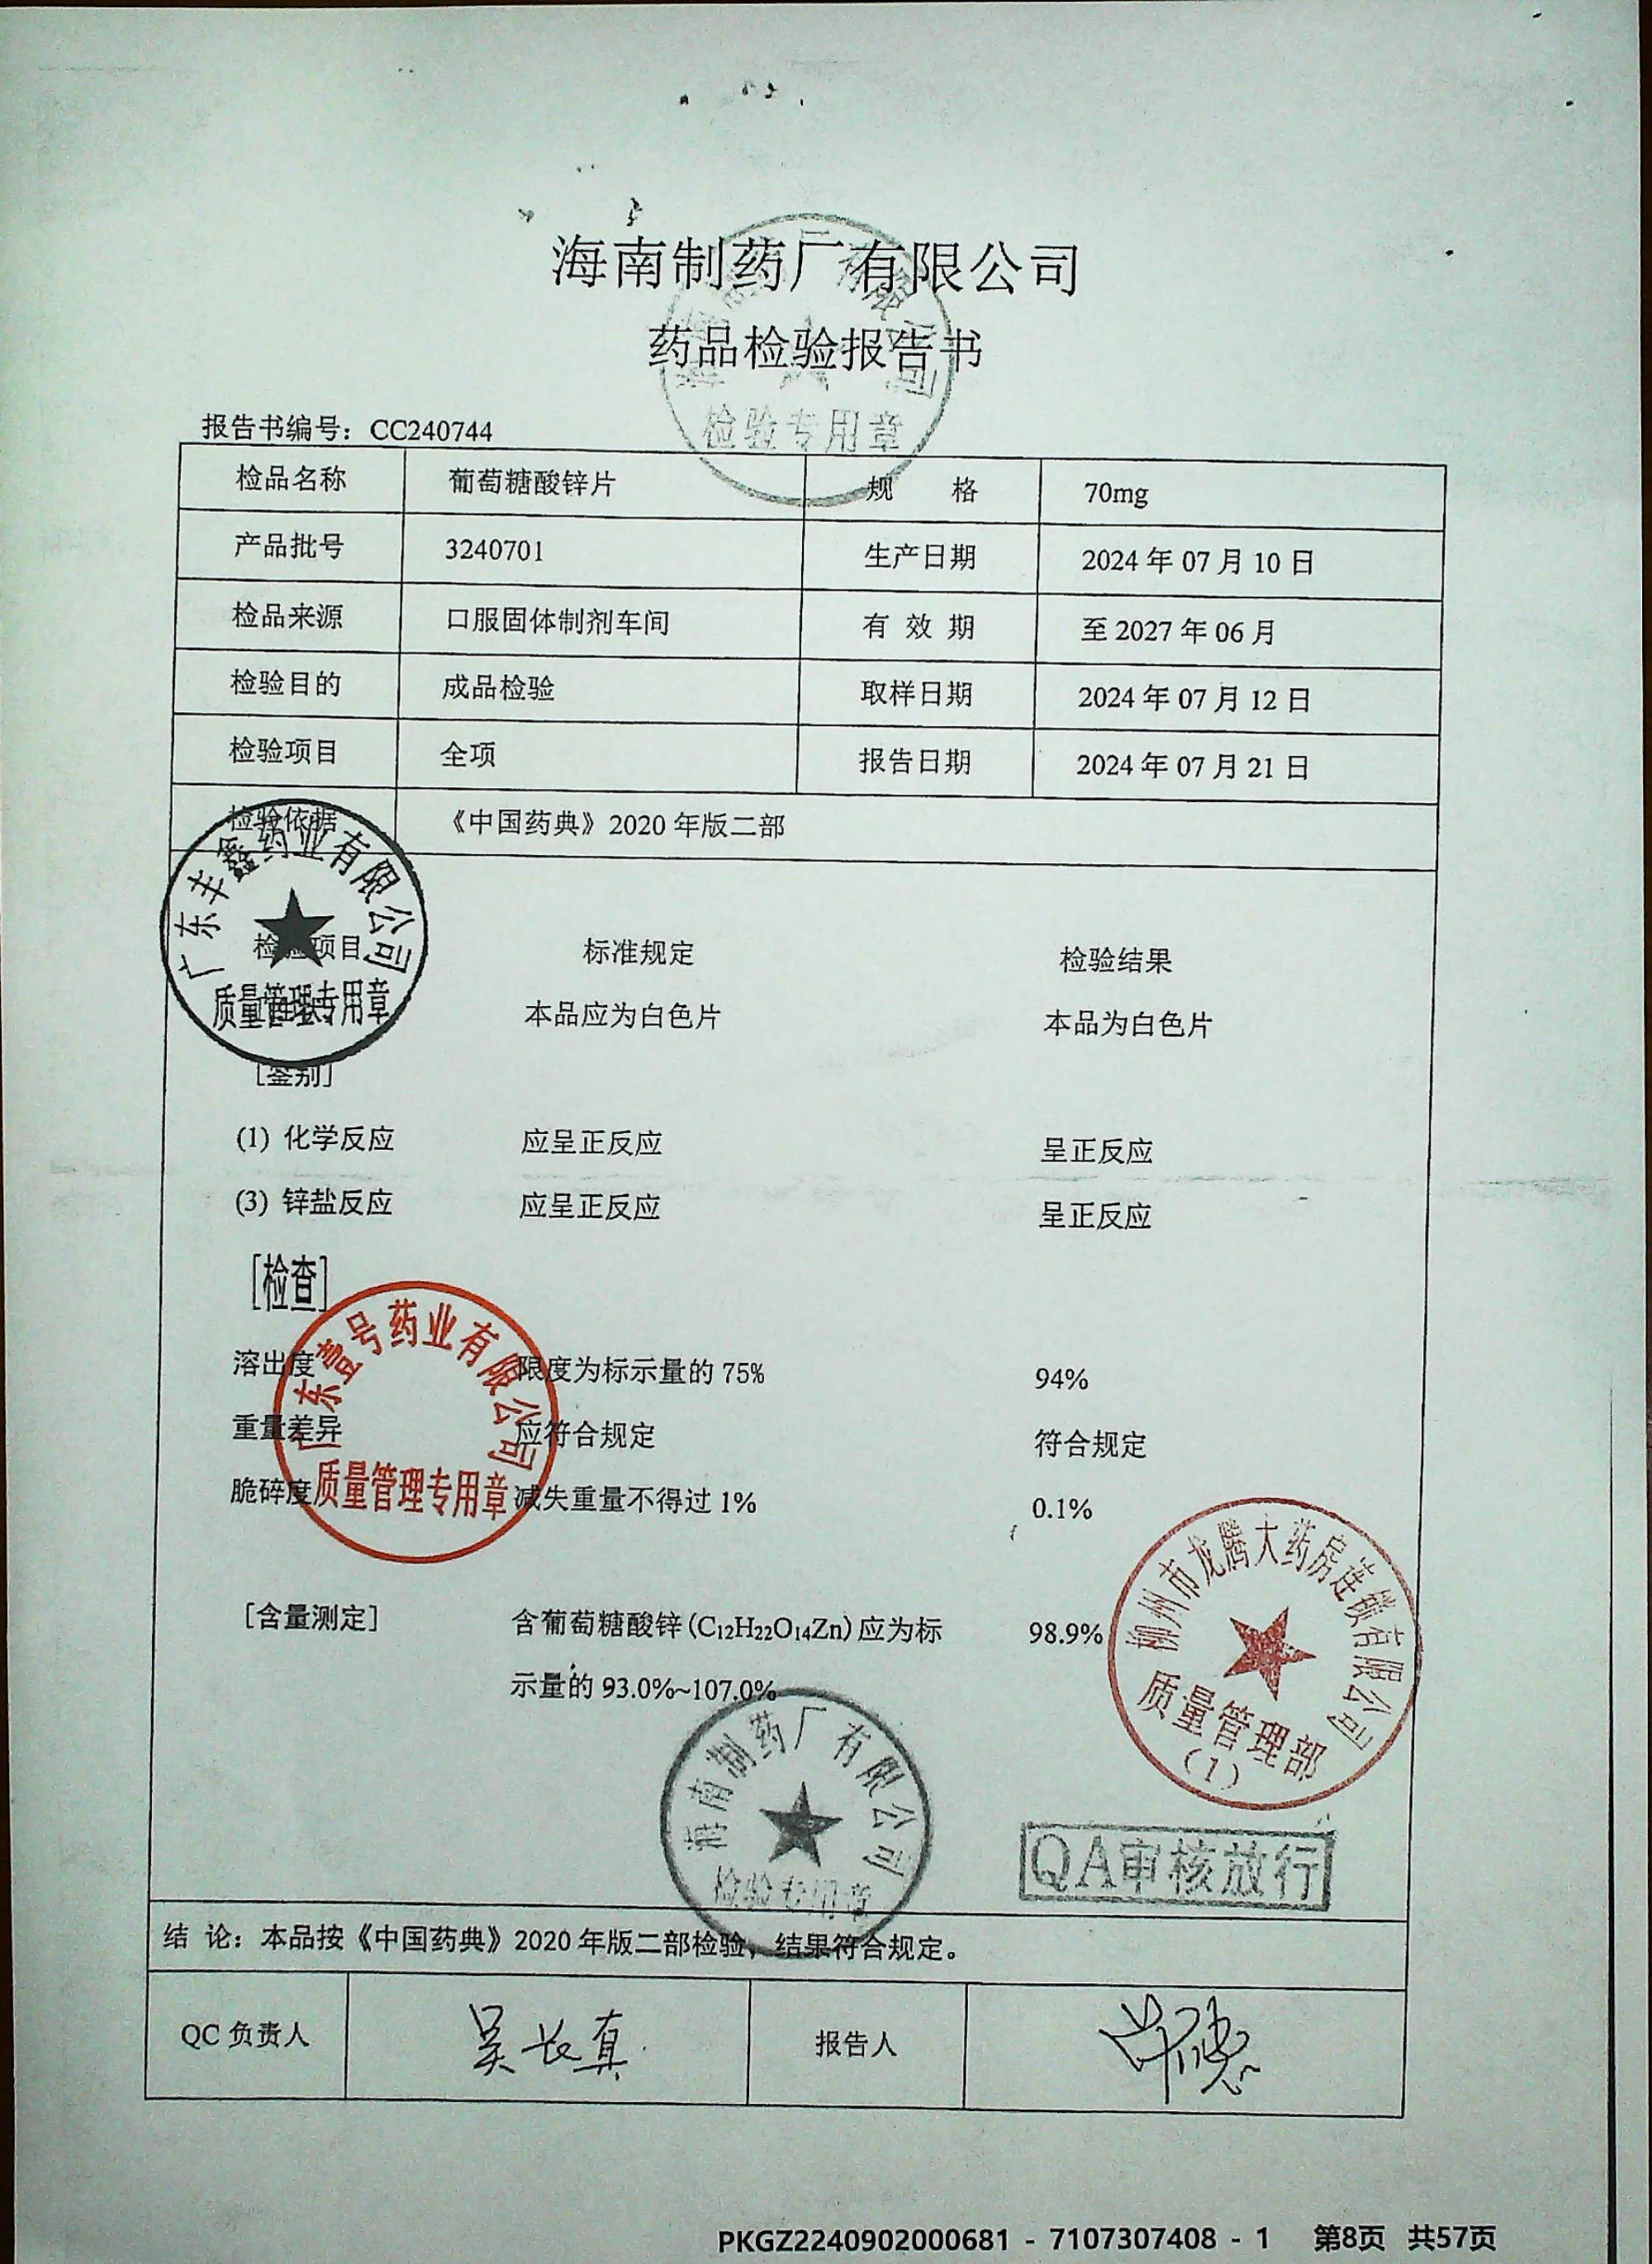 海南制药厂有限公司
药品检验报告书
检验专用章
报告书编号：CC240744
检品名称 葡萄糖酸锌片 规 格 70mg
产品批号 3240701 生产日期 2024年07月10日
检品来源 口服固体制剂车间 有 效 期 至2027年06月
检验目的 成品检验 取样日期 2024年07月12日
检验项目 全项 报告日期 2024年07月21日
检验依据 《中国药典》2020年版二部
广东丰鑫药业有限公司
质量管理专用章
检验项目 标准规定 检验结果
本品应为白色片 本品为白色片
[鉴别]
(1) 化学反应 应呈正反应 呈正反应
(3) 锌盐反应 应呈正反应 呈正反应
[检查]
广东壹号药业有限公司
质量管理专用章
溶出度 限度为标示量的75% 94%
重量差异 应符合规定 符合规定
脆碎度 减失重量不得过1% 0.1%
[含量测定] 含葡萄糖酸锌(C₁₂H₂₂O₁₄Zn)应为标 98.9%
示量的93.0%~107.0%
柳州市龙腾大药房连锁有限公司
质量管理部
(1)
海南制药厂有限公司
检验专用章
QA审核放行
结 论：本品按《中国药典》2020年版二部检验，结果符合规定。
QC负责人 吴长真 报告人
PKGZ2240902000681 - 7107307408 - 1 第8页 共57页